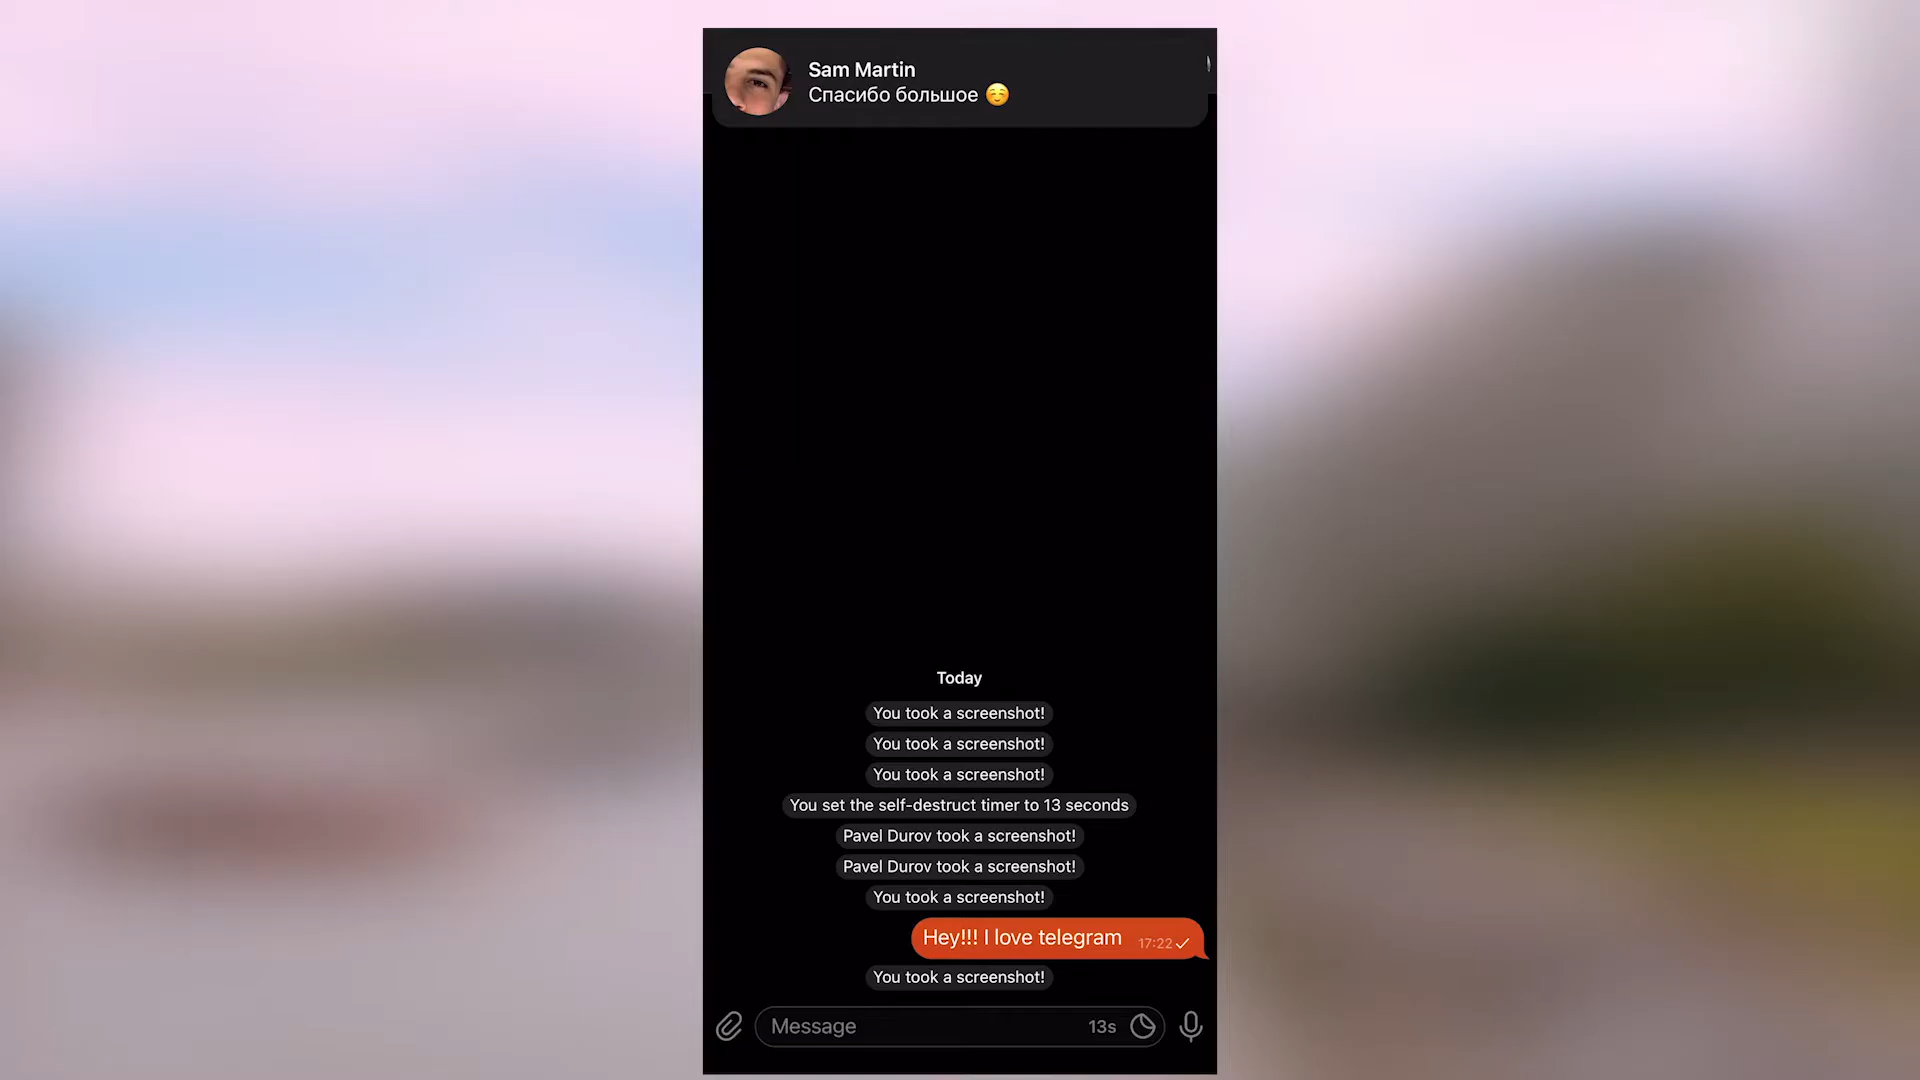 Sam Martin
Спасибо большое ☺️
Today
You took a screenshot!
You took a screenshot!
You took a screenshot!
You set the self-destruct timer to 13 seconds
Pavel Durov took a screenshot!
Pavel Durov took a screenshot!
You took a screenshot!
Hey!!! I love telegram 17:22
You took a screenshot!
Message 13s